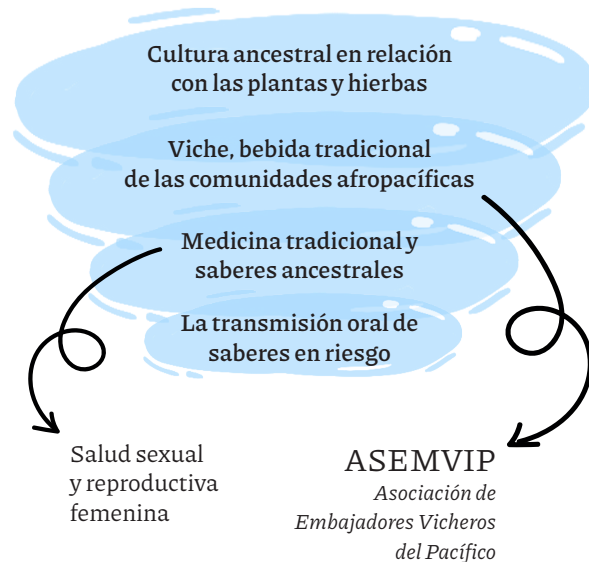 Cultura ancestral en relación
con las plantas y hierbas
Viche, bebida tradicional
de las comunidades afropacíficas
Medicina tradicional y
saberes ancestrales
La transmisión oral de
saberes en riesgo
Salud sexual
y reproductiva
femenina
ASEMVIP
Asociación de
Embajadores Vicheros
del Pacífico